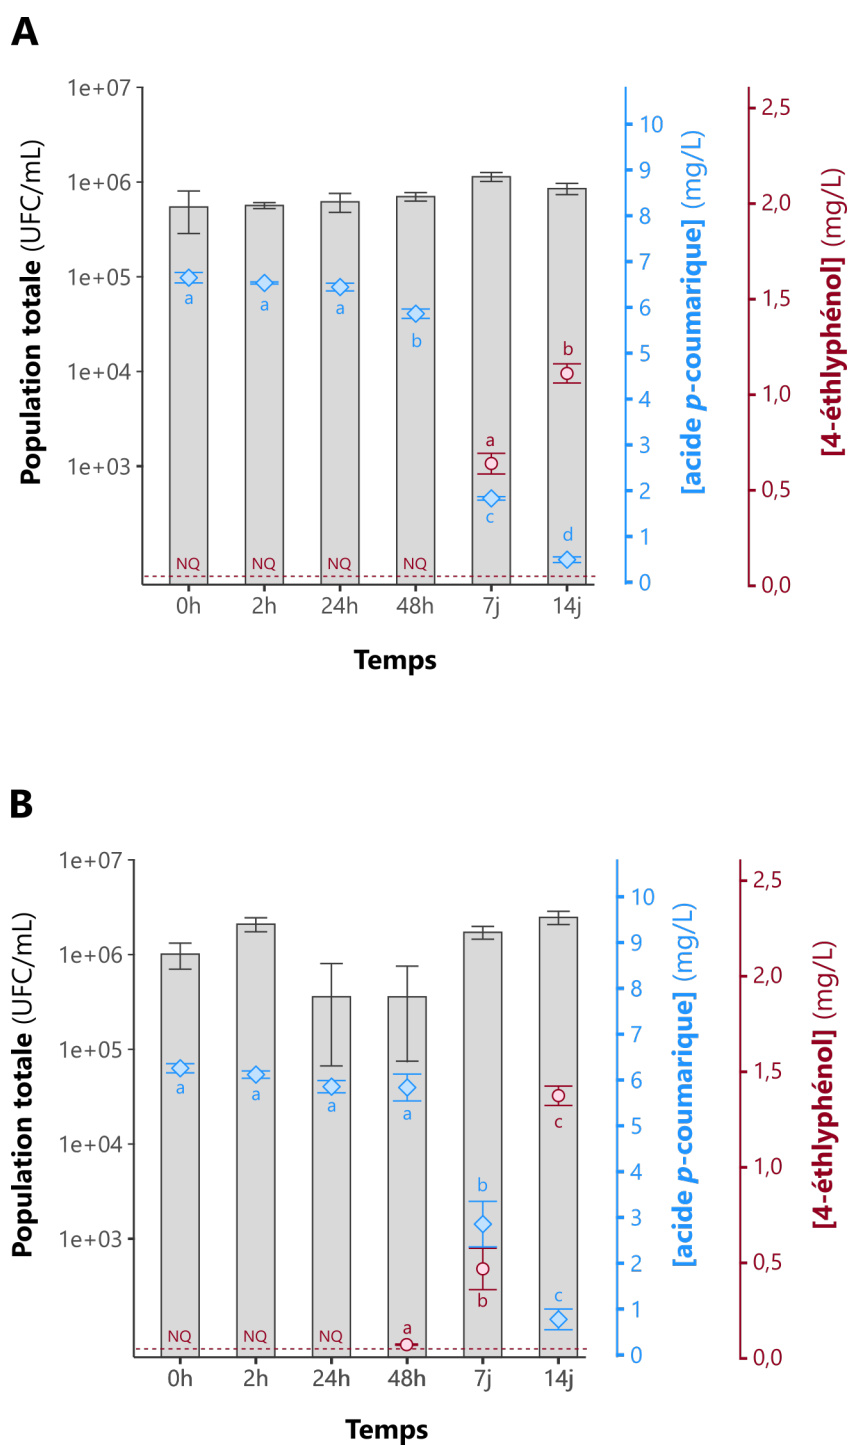 A
Population totale (UFC/mL)
1e+07
1e+06
1e+05
1e+04
1e+03
a
a
a
b
c
d
a
b
NQ
NQ
NQ
NQ
0h
2h
24h
48h
7j
14j
Temps
10
9
8
7
6
5
4
3
2
1
0
[acide p-coumarique] (mg/L)
2,5
2,0
1,5
1,0
0,5
0,0
[4-éthlyphénol] (mg/L)
B
Population totale (UFC/mL)
1e+07
1e+06
1e+05
1e+04
1e+03
a
a
a
a
b
c
a
b
c
NQ
NQ
NQ
0h
2h
24h
48h
7j
14j
Temps
10
9
8
7
6
5
4
3
2
1
0
[acide p-coumarique] (mg/L)
2,5
2,0
1,5
1,0
0,5
0,0
[4-éthlyphénol] (mg/L)